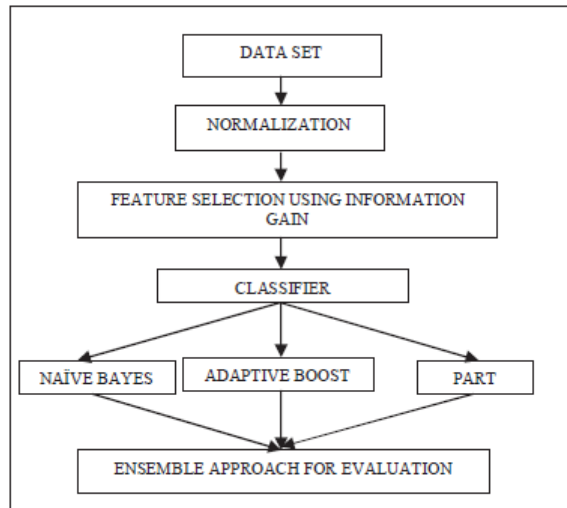 DATA SET
NORMALIZATION
FEATURE SELECTION USING INFORMATION
GAIN
CLASSIFIER
NAÏVE BAYES
ADAPTIVE BOOST
PART
ENSEMBLE APPROACH FOR EVALUATION